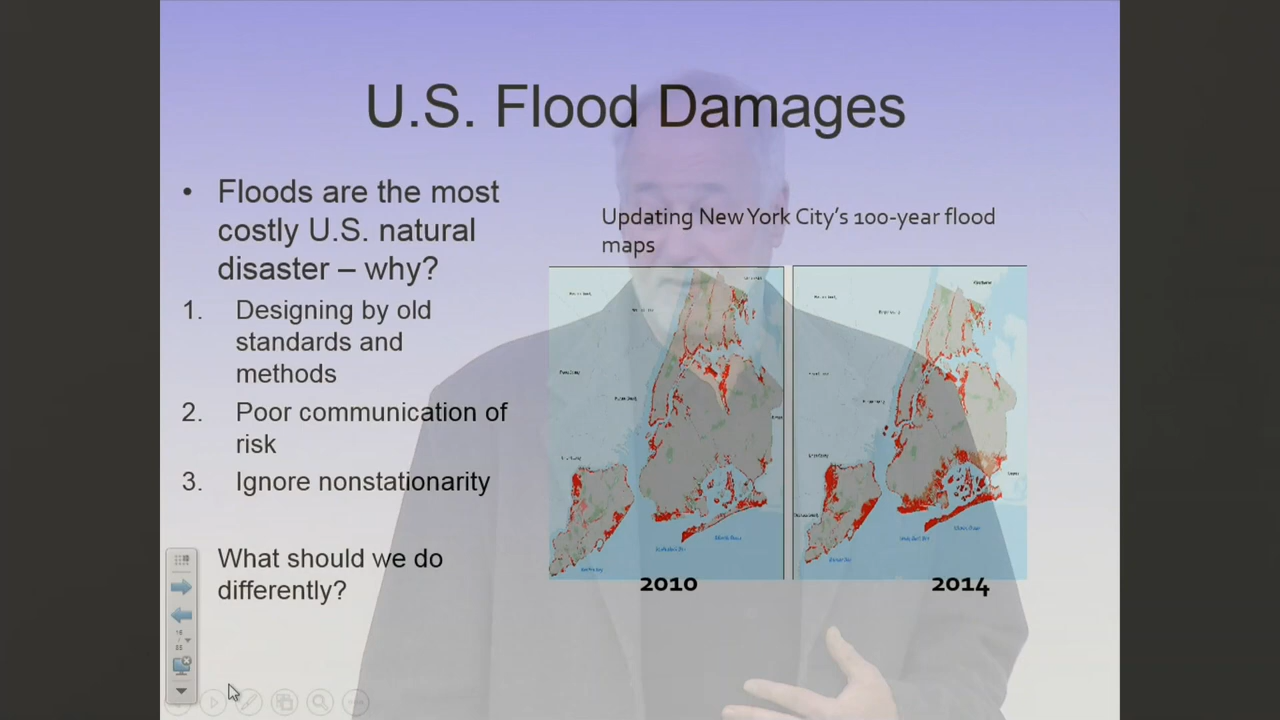 U.S. Flood Damages
• Floods are the most
costly U.S. natural
disaster – why?
1. Designing by old
standards and
methods
2. Poor communication of
risk
3. Ignore nonstationarity
What should we do
differently?
Updating New York City's 100-year flood
maps
2010
2014